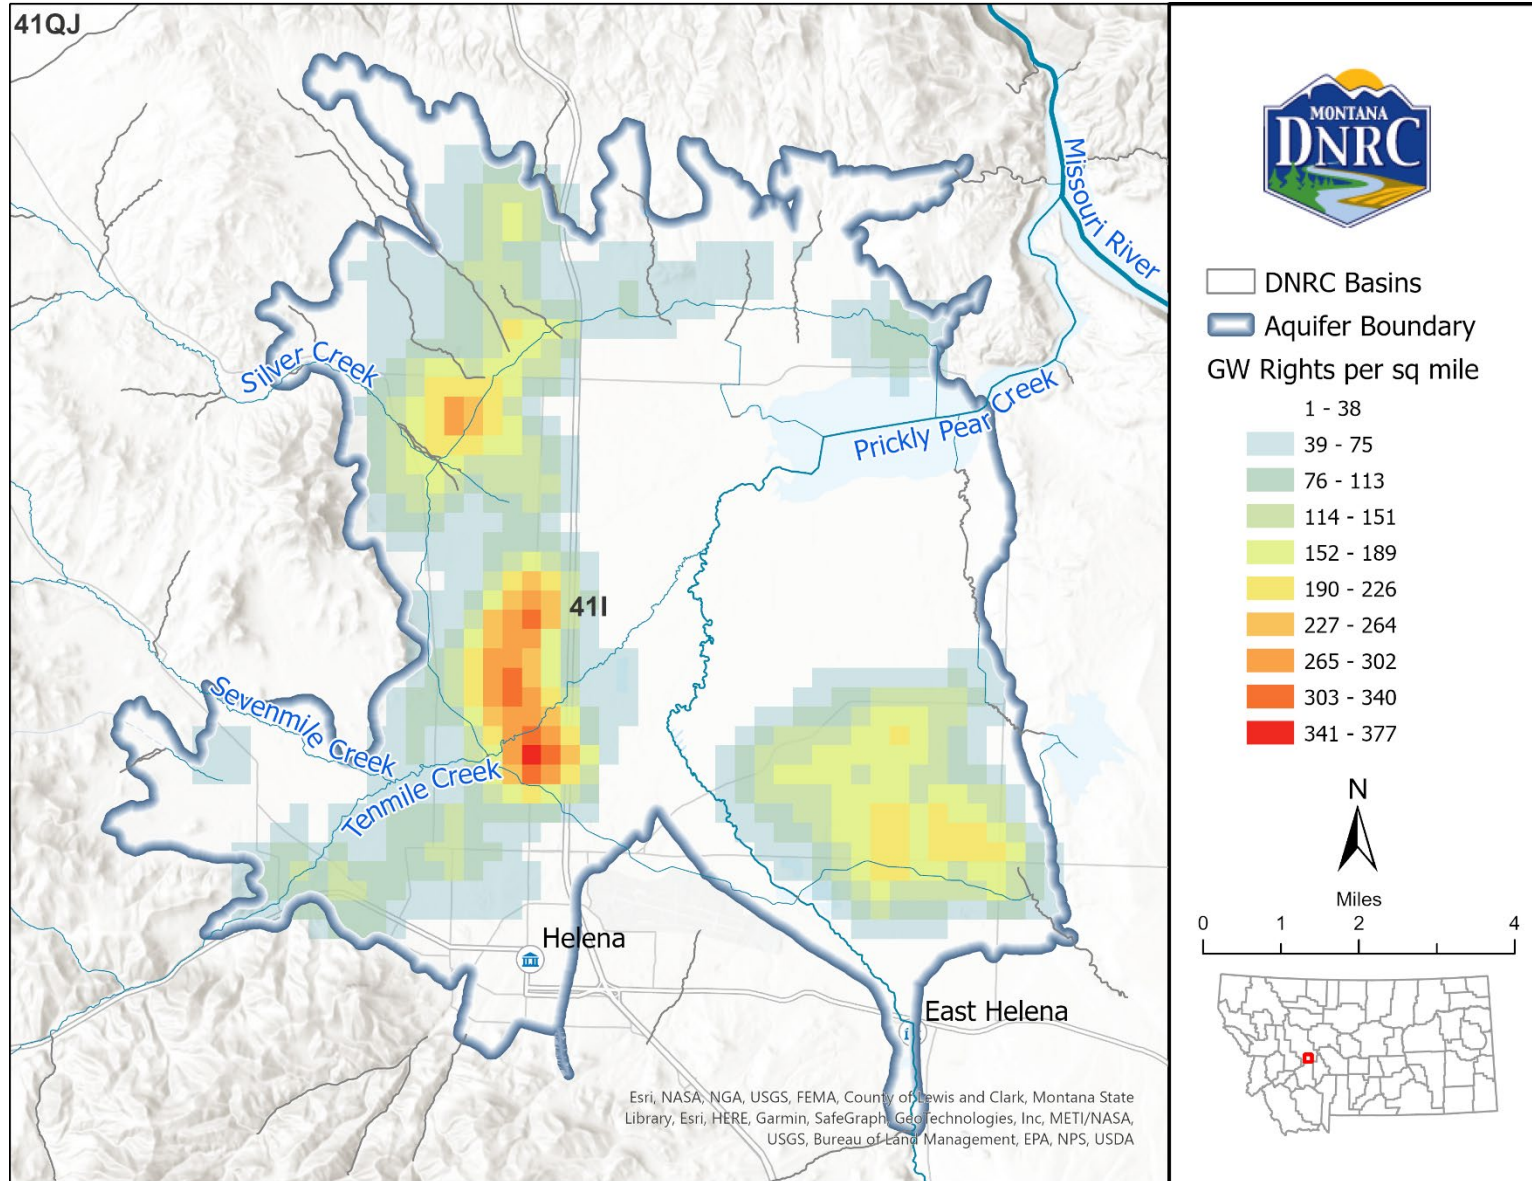 41QJ
Missouri River
Silver Creek
Prickly Pear Creek
41I
Sevenmile Creek
Tenmile Creek
Helena
East Helena
Esri, NASA, NGA, USGS, FEMA, County of Lewis and Clark, Montana State
Library, Esri, HERE, Garmin, SafeGraph, GeoTechnologies, Inc, METI/NASA,
USGS, Bureau of Land Management, EPA, NPS, USDA
MONTANA
DNRC
DNRC Basins
Aquifer Boundary
GW Rights per sq mile
1 - 38
39 - 75
76 - 113
114 - 151
152 - 189
190 - 226
227 - 264
265 - 302
303 - 340
341 - 377
N
Miles
0 1 2 4